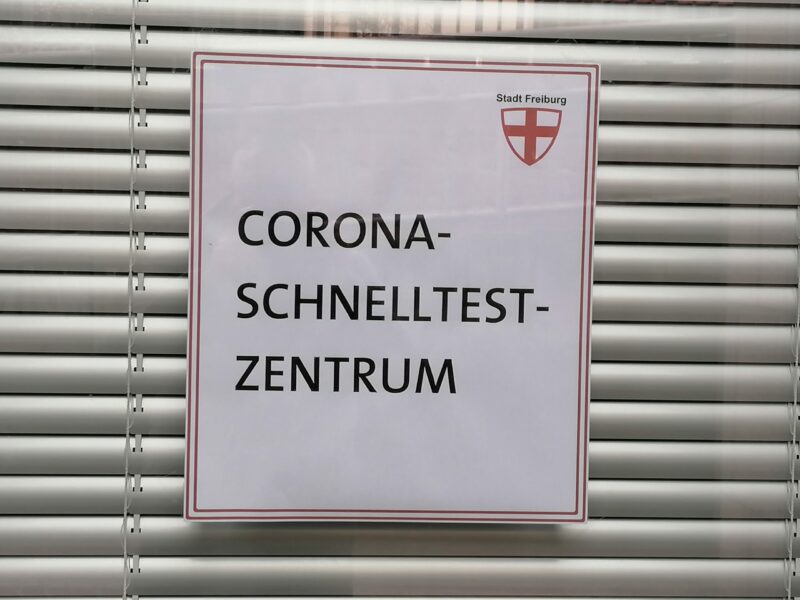 Stadt Freiburg
CORONA-
SCHNELLTEST-
ZENTRUM